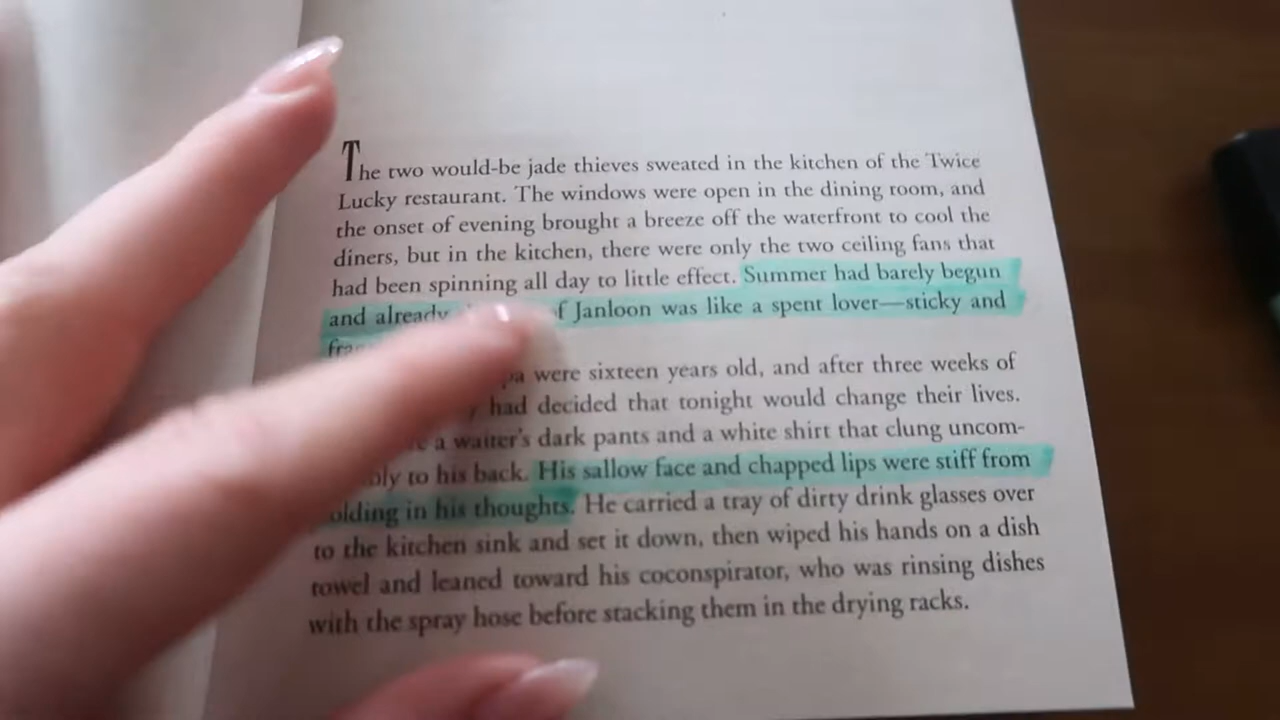 The two would-be jade thieves sweated in the kitchen of the Twice
Lucky restaurant. The windows were open in the dining room, and
the onset of evening brought a breeze off the waterfront to cool the
diners, but in the kitchen, there were only the two ceiling fans that
had been spinning all day to little effect. Summer had barely begun
and already Janloon was like a spent lover—sticky and
were sixteen years old, and after three weeks of
had decided that tonight would change their lives.
a waiter's dark pants and a white shirt that clung uncom-
to his back. His sallow face and chapped lips were stiff from
in his thoughts. He carried a tray of dirty drink glasses over
to the kitchen sink and set it down, then wiped his hands on a dish
towel and leaned toward his coconspirator, who was rinsing dishes
with the spray hose before stacking them in the drying racks.